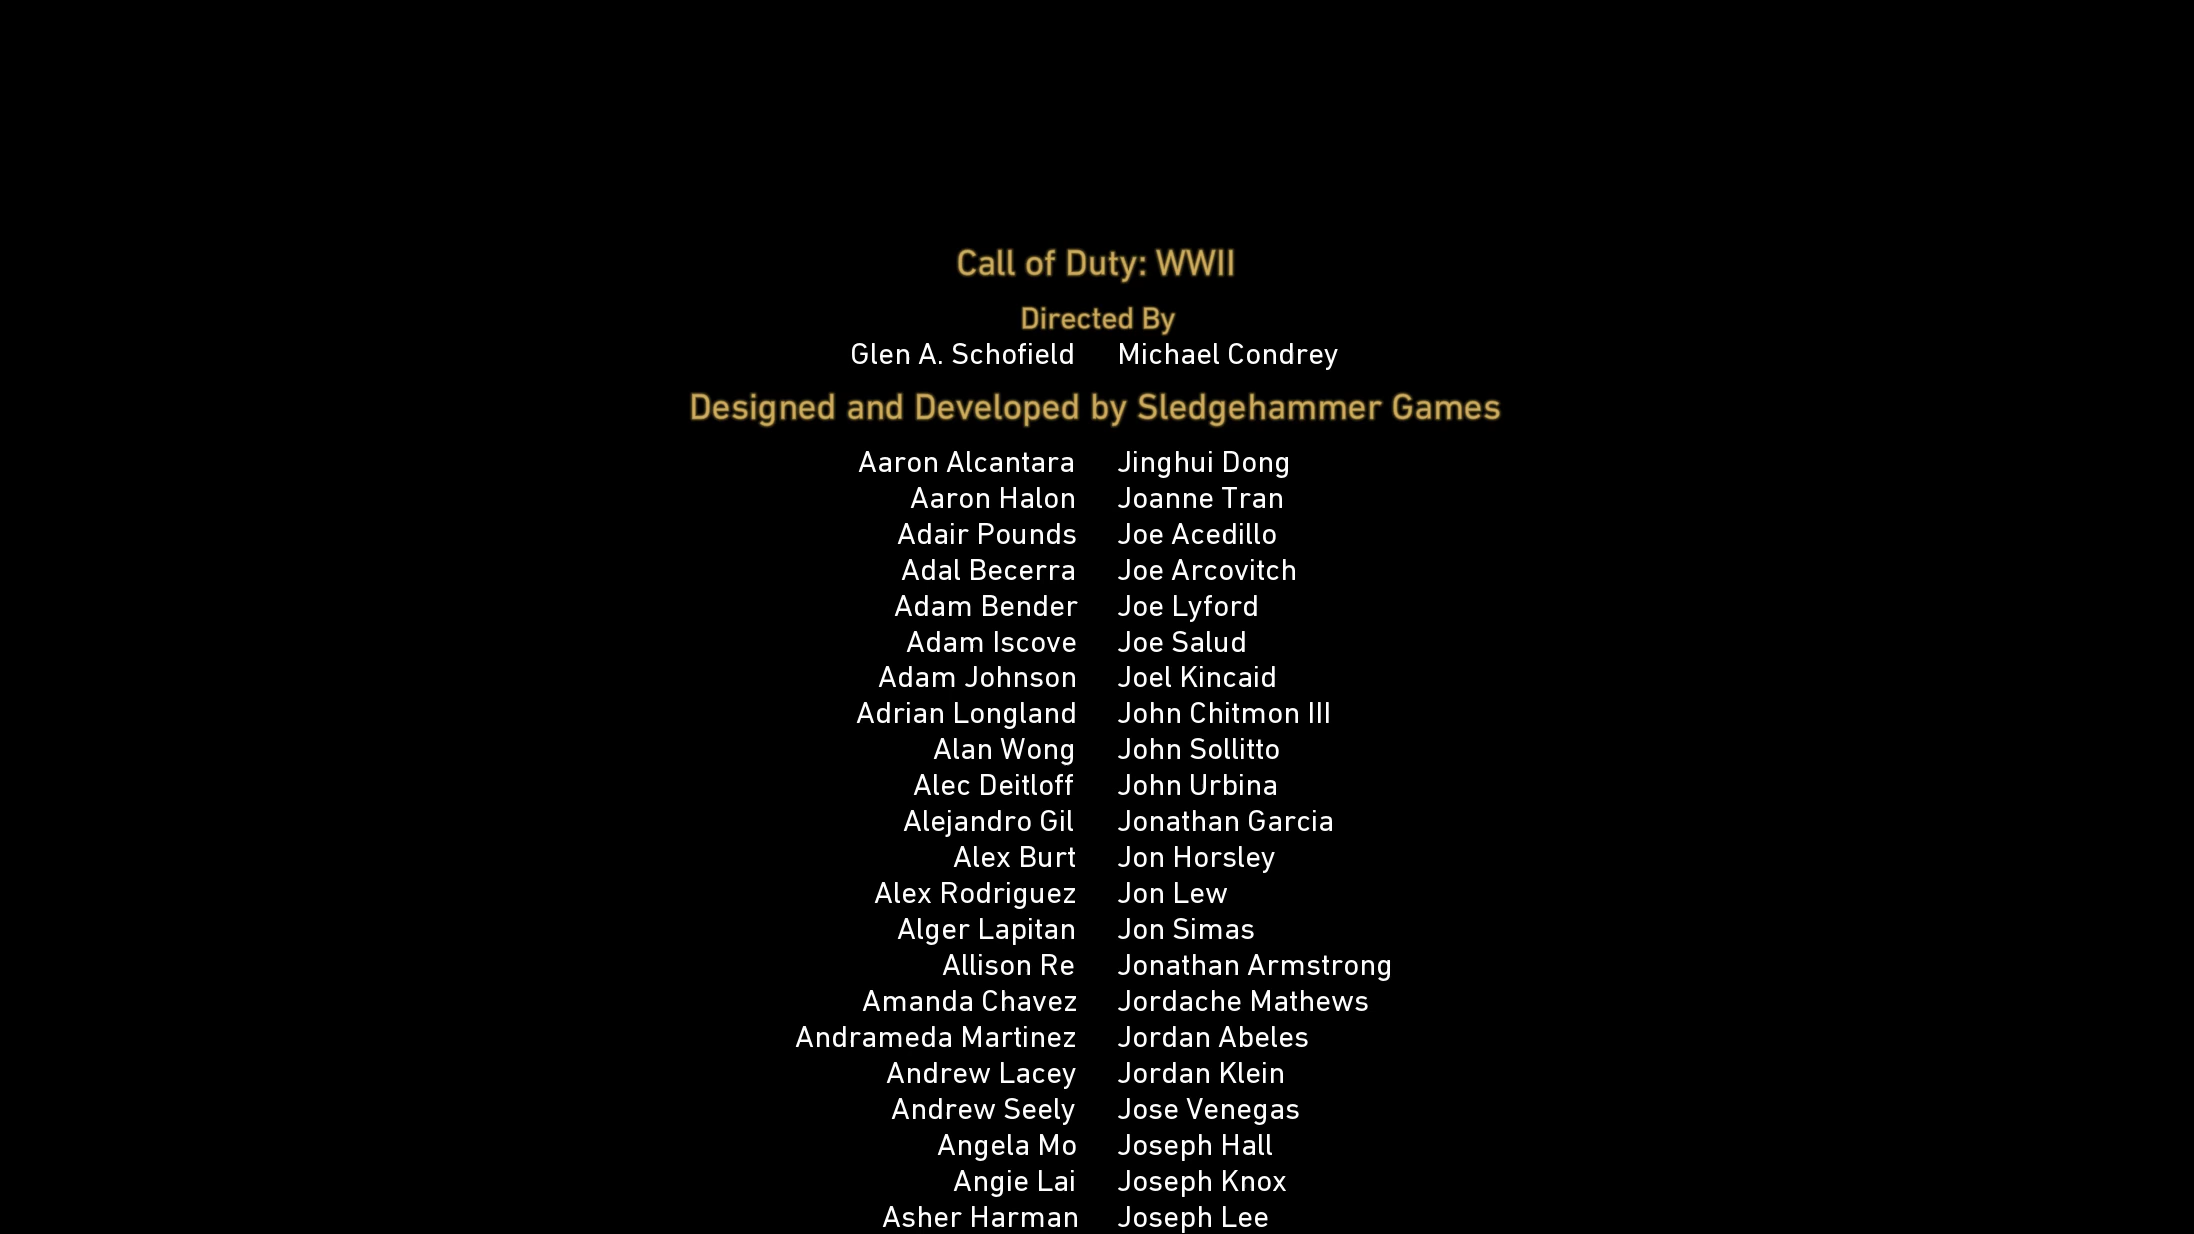 Call of Duty: WWII
Directed By
Glen A. Schofield Michael Condrey
Designed and Developed by Sledgehammer Games
Aaron Alcantara Jinghui Dong
Aaron Halon Joanne Tran
Adair Pounds Joe Acedillo
Adal Becerra Joe Arcovitch
Adam Bender Joe Lyford
Adam Iscove Joe Salud
Adam Johnson Joel Kincaid
Adrian Longland John Chitmon III
Alan Wong John Sollitto
Alec Deitloff John Urbina
Alejandro Gil Jonathan Garcia
Alex Burt Jon Horsley
Alex Rodriguez Jon Lew
Alger Lapitan Jon Simas
Allison Re Jonathan Armstrong
Amanda Chavez Jordache Mathews
Andrameda Martinez Jordan Abeles
Andrew Lacey Jordan Klein
Andrew Seely Jose Venegas
Angela Mo Joseph Hall
Angie Lai Joseph Knox
Asher Harman Joseph Lee